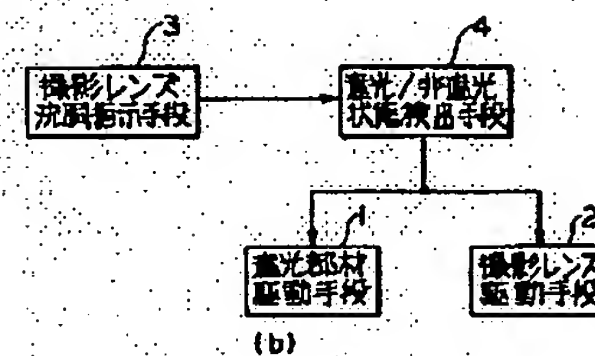 3
4
撮影レンズ
沈胴指示手段
遮光/非遮光
状態検出手段
1
2
遮光部材
駆動手段
撮影レンズ
駆動手段
(b)